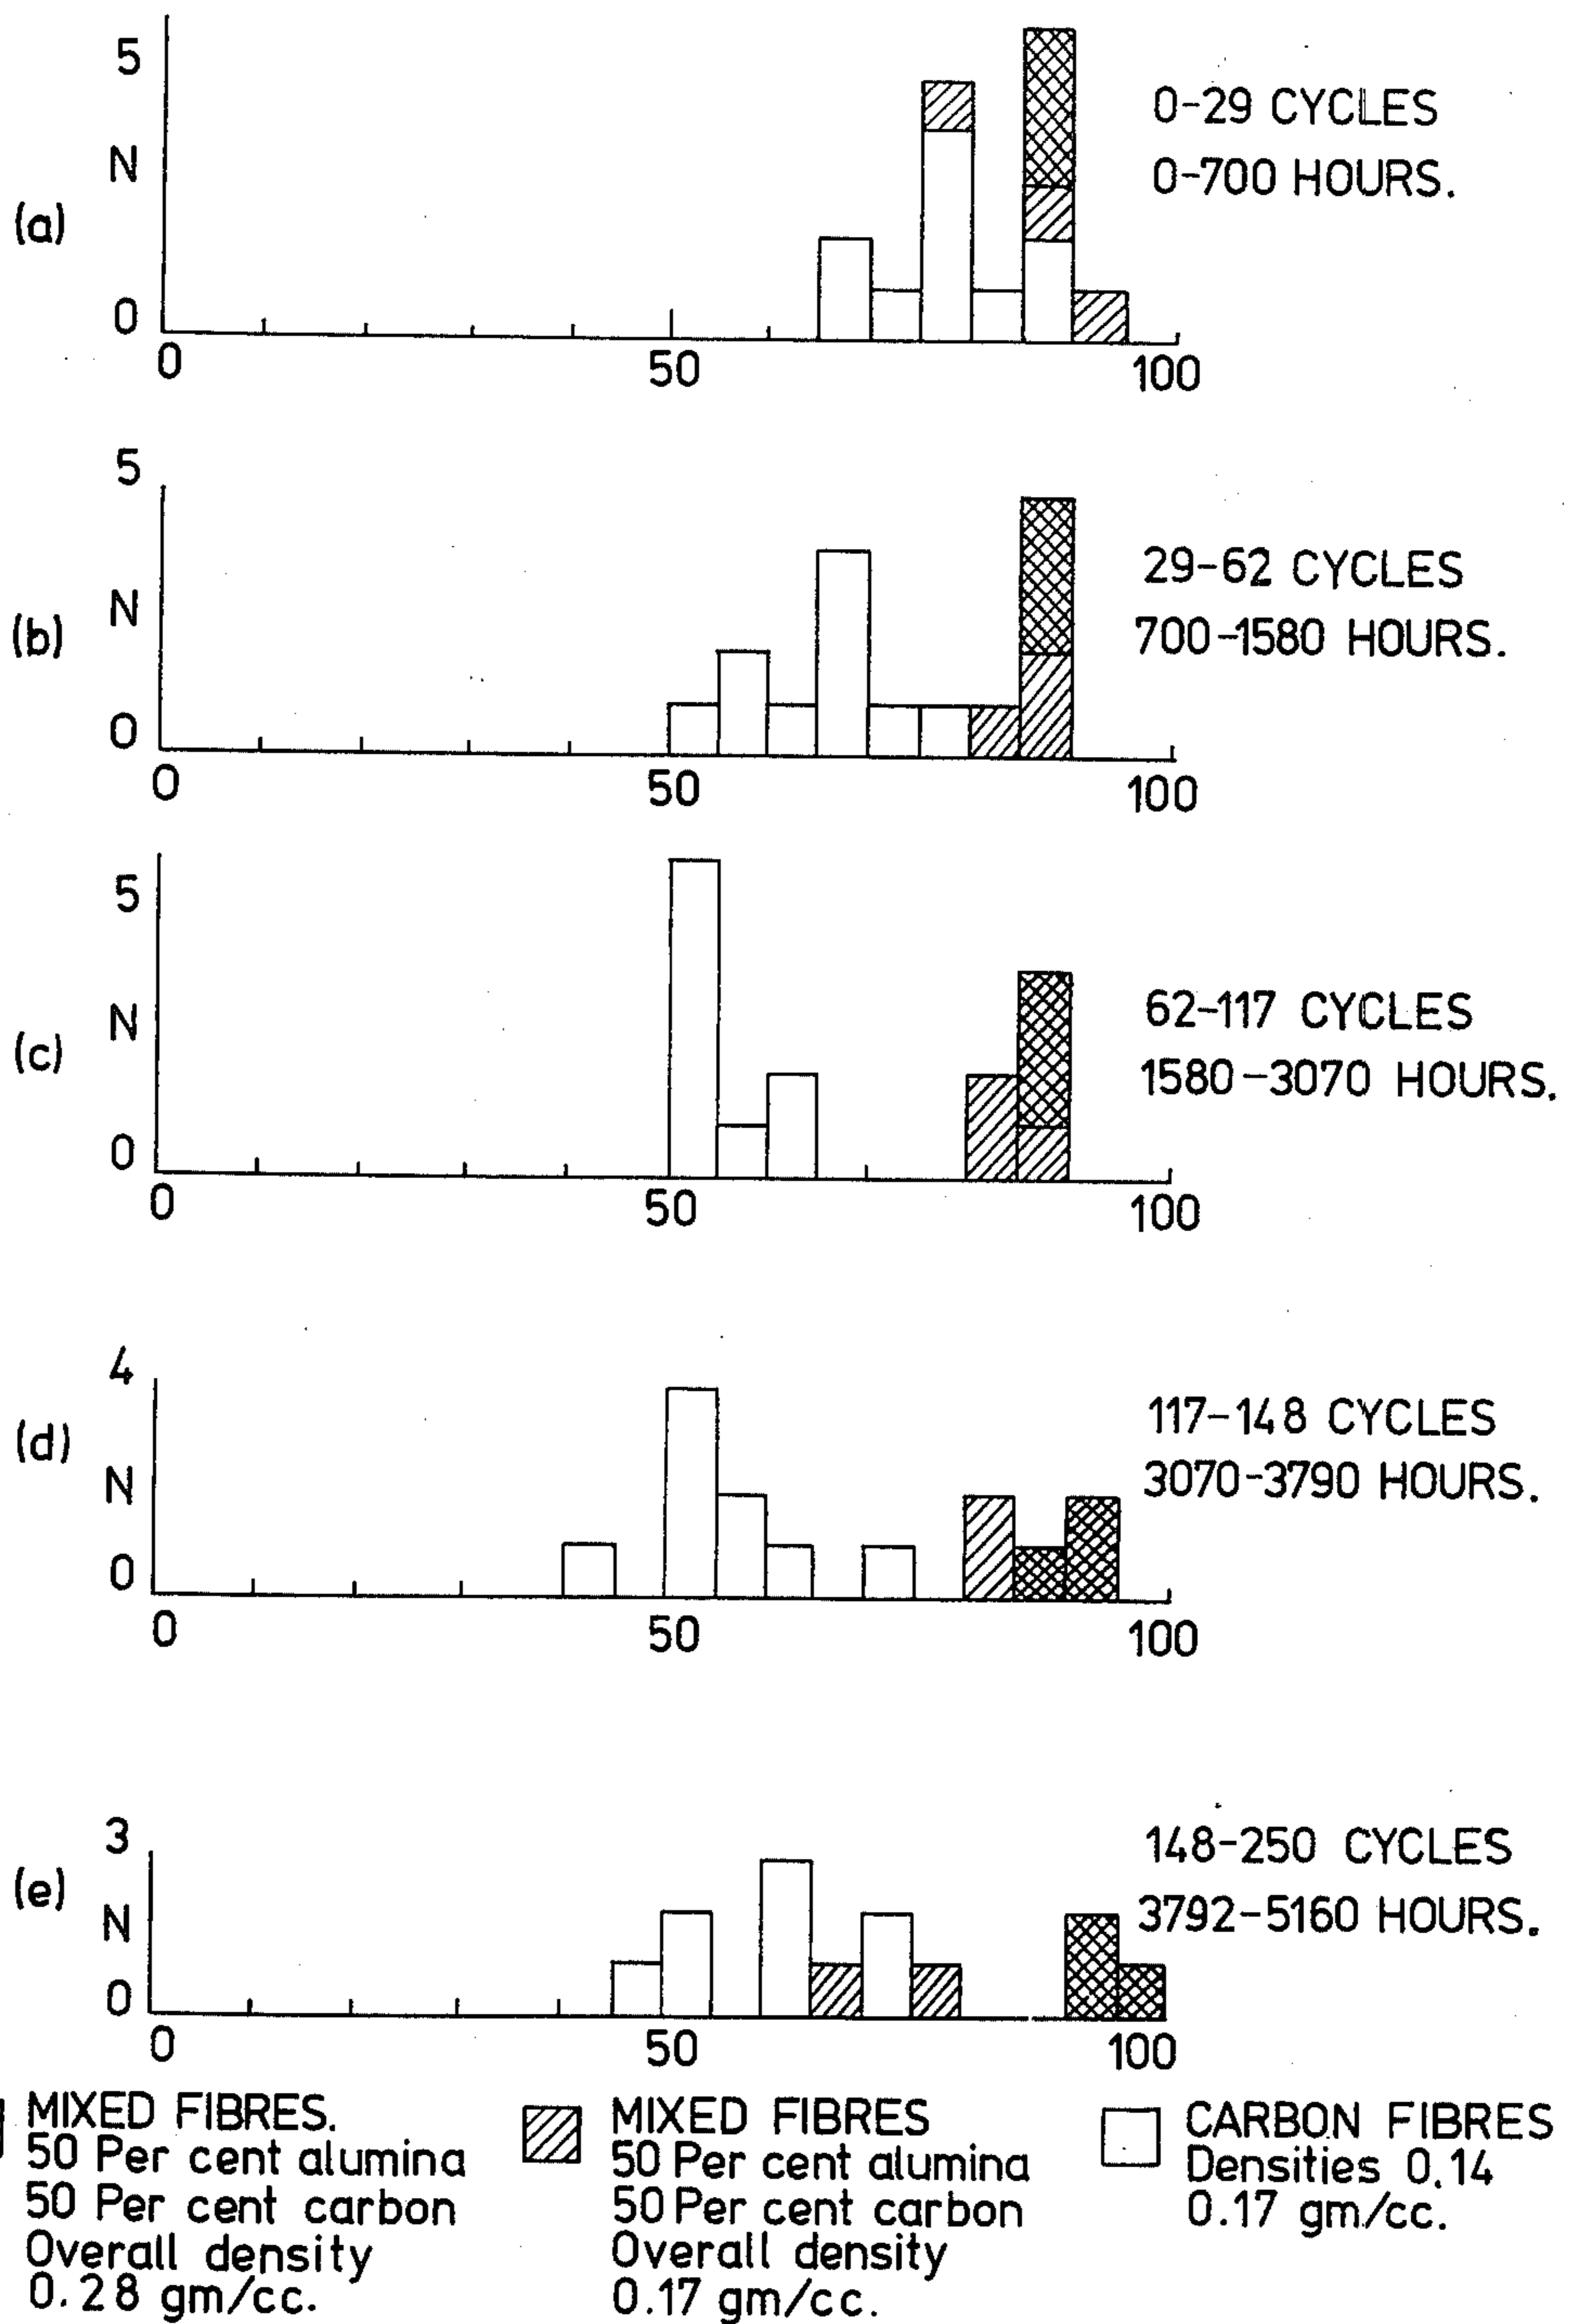 5
N
(a)
0
0 50 100
0-29 CYCLES
0-700 HOURS.
5
N
(b)
0
0 50 100
29-62 CYCLES
700-1580 HOURS.
5
N
(c)
0
0 50 100
62-117 CYCLES
1580-3070 HOURS.
4
(d)
N
0
0 50 100
117-148 CYCLES
3070-3790 HOURS.
3
(e)
N
0
0 50 100
148-250 CYCLES
3792-5160 HOURS.
MIXED FIBRES.
50 Per cent alumina
50 Per cent carbon
Overall density
0.28 gm/cc.
MIXED FIBRES
50 Per cent alumina
50 Per cent carbon
Overall density
0.17 gm/cc.
CARBON FIBRES
Densities 0.14
0.17 gm/cc.